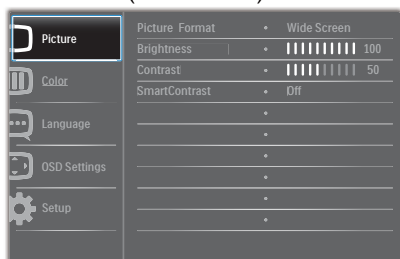 Picture
Color
Language
OSD Settings
Setup
Picture Format • Wide Screen
Brightness • 100
Contrast • 50
SmartContrast • Off